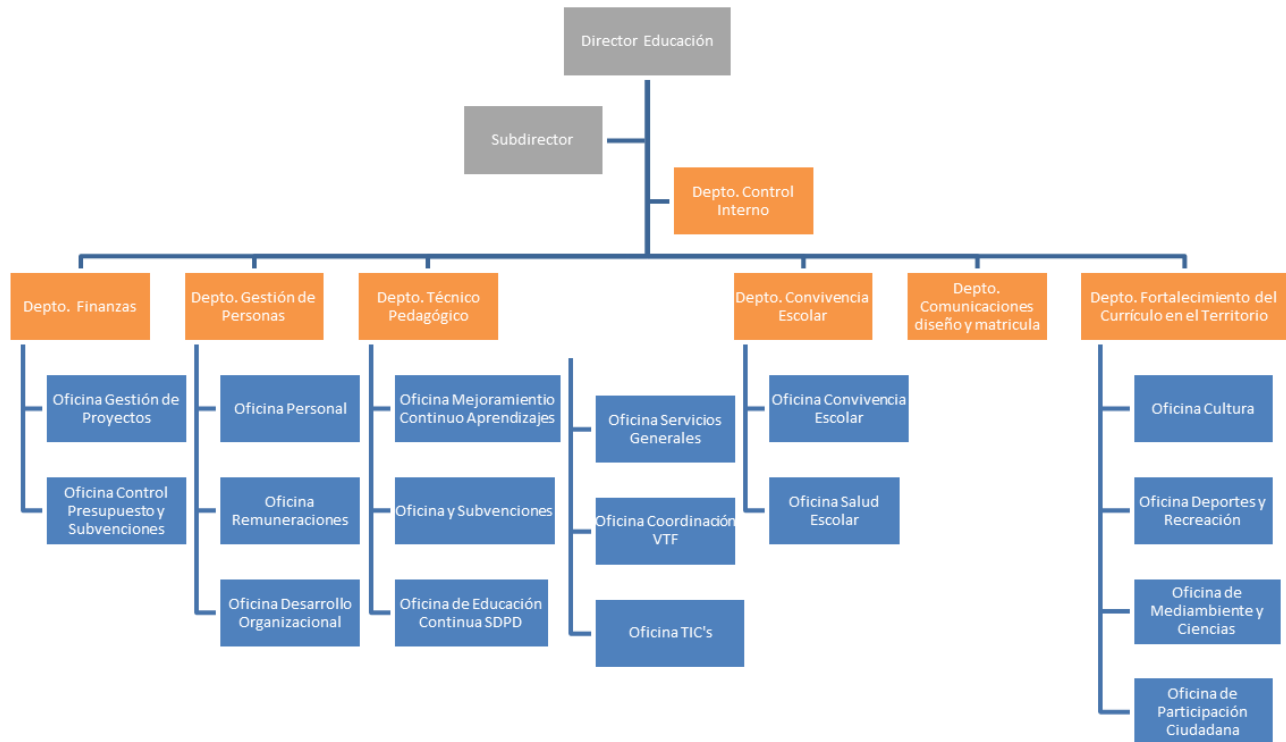 Director Educación
Subdirector
Depto. Control
Interno
Depto. Finanzas
Depto. Gestión de
Personas
Depto. Técnico
Pedagógico
Depto. Convivencia
Escolar
Depto.
Comunicaciones
diseño y matricula
Depto. Fortalecimiento del
Currículo en el Territorio
Oficina Gestión de
Proyectos
Oficina Control
Presupuesto y
Subvenciones
Oficina Personal
Oficina
Remuneraciones
Oficina Desarrollo
Organizacional
Oficina Mejoramientio
Continuo Aprendizajes
Oficina y Subvenciones
Oficina de Educación
Continua SDPD
Oficina Servicios
Generales
Oficina Coordinación
VTF
Oficina TIC's
Oficina Convivencia
Escolar
Oficina Salud
Escolar
Oficina Cultura
Oficina Deportes y
Recreación
Oficina de
Mediambiente y
Ciencias
Oficina de
Participación
Ciudadana